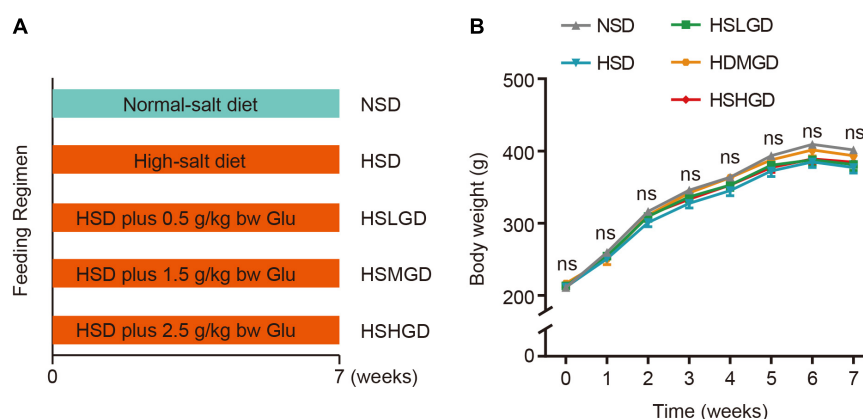 A
Feeding Regimen
Normal-salt diet NSD
High-salt diet HSD
HSD plus 0.5 g/kg bw Glu HSLGD
HSD plus 1.5 g/kg bw Glu HSMGD
HSD plus 2.5 g/kg bw Glu HSHGD
0 7 (weeks)
B
NSD HSLGD
HSD HDMGD
HSHGD
Body weight (g)
500
400
300
200
0
ns ns ns ns ns ns ns ns
0 1 2 3 4 5 6 7
Time (weeks)